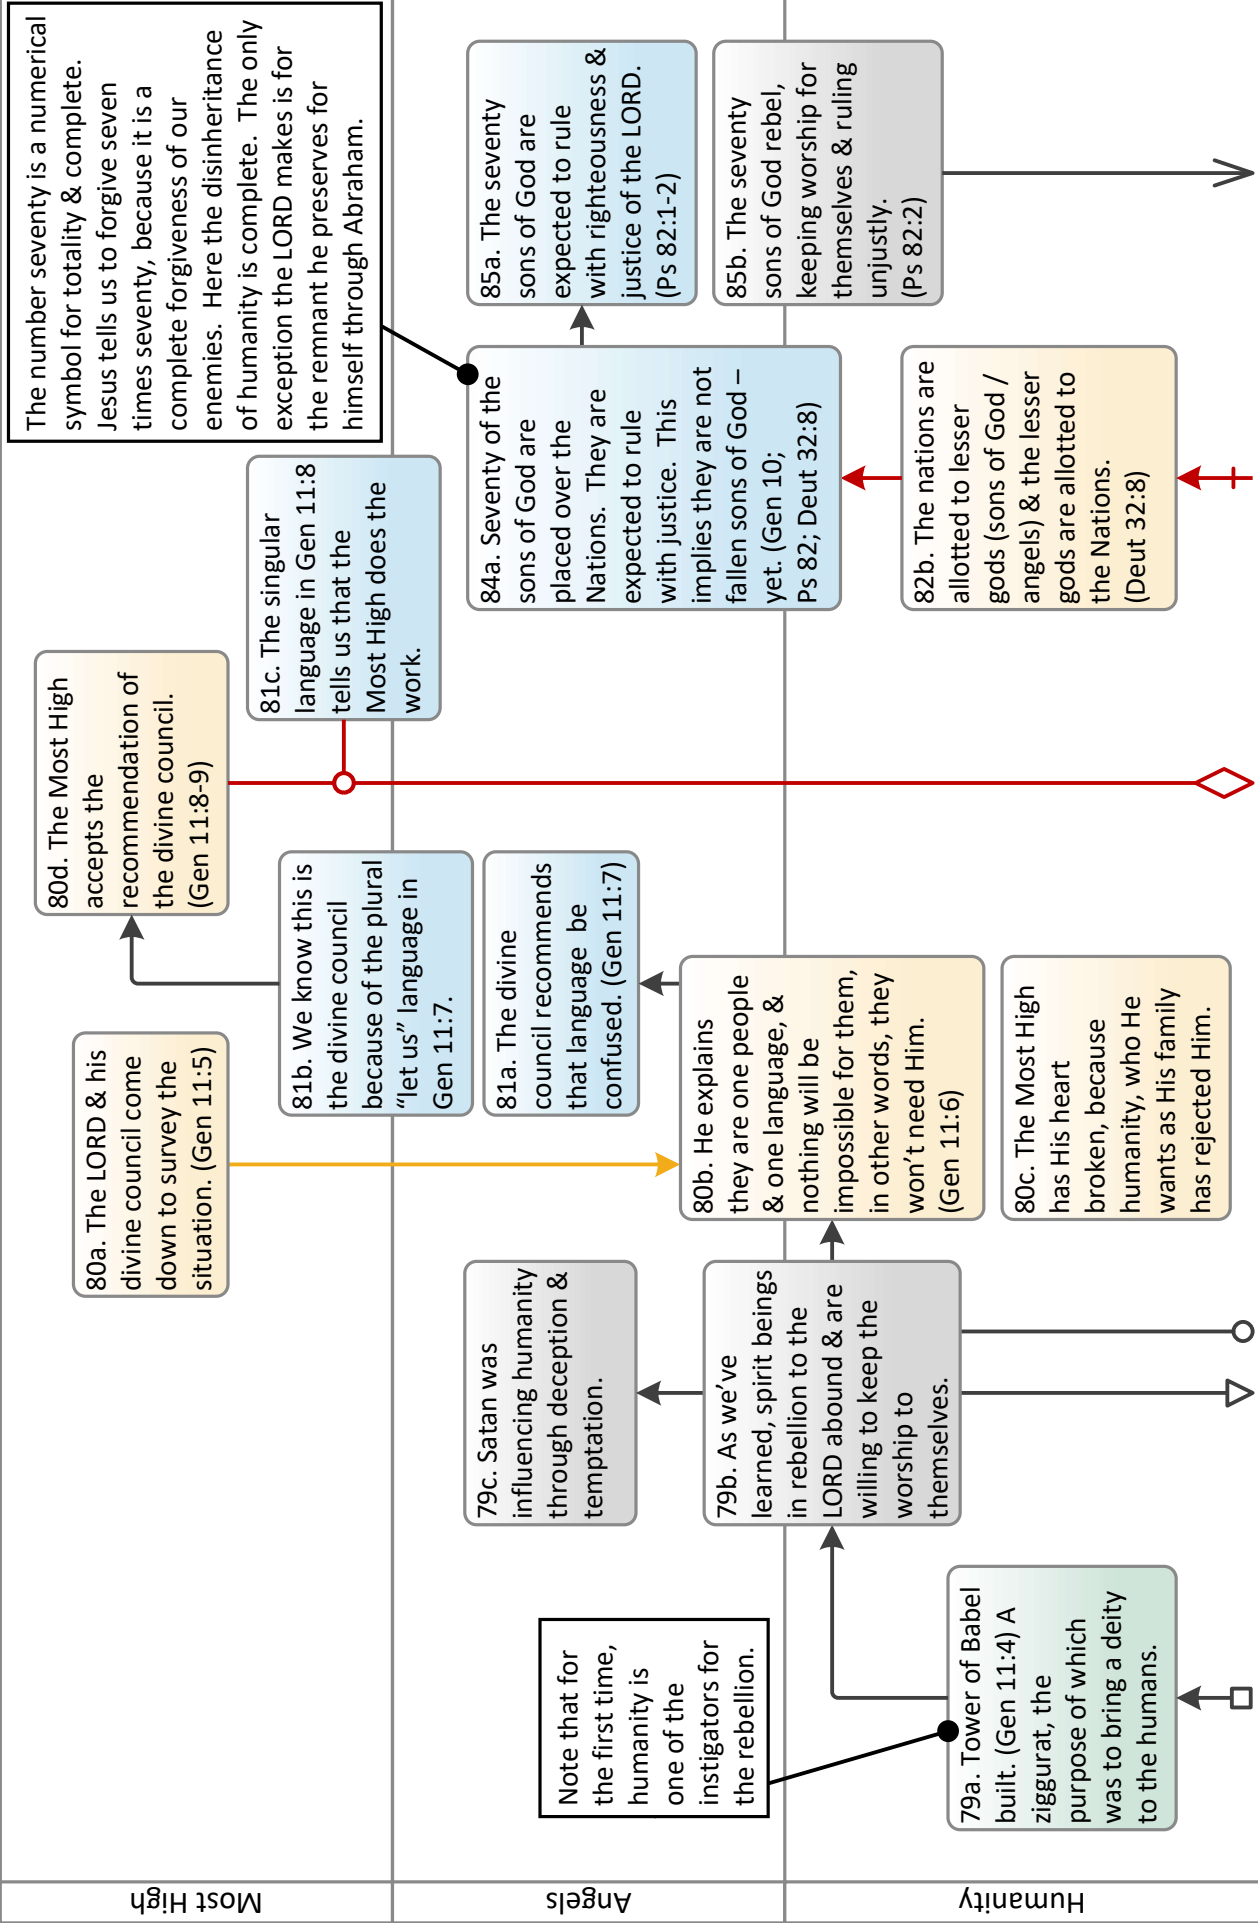 Most High
Angels
Humanity
Note that for
the first time,
humanity is
one of the
instigators for
the rebellion.
79a. Tower of Babel
built. (Gen 11:4) A
ziggurat, the
purpose of which
was to bring a deity
to the humans.
79c. Satan was
influencing humanity
through deception &
temptation.
79b. As we’ve
learned, spirit beings
in rebellion to the
LORD abound & are
willing to keep the
worship to
themselves.
80a. The LORD & his
divine council come
down to survey the
situation. (Gen 11:5)
80b. He explains
they are one people
& one language, &
nothing will be
impossible for them,
in other words, they
won’t need Him.
(Gen 11:6)
80c. The Most High
has His heart
broken, because
humanity, who He
wants as His family
has rejected Him.
81b. We know this is
the divine council
because of the plural
“let us” language in
Gen 11:7.
81a. The divine
council recommends
that language be
confused. (Gen 11:7)
80d. The Most High
accepts the
recommendation of
the divine council.
(Gen 11:8-9)
81c. The singular
language in Gen 11:8
tells us that the
Most High does the
work.
84a. Seventy of the
sons of God are
placed over the
Nations. They are
expected to rule
with justice. This
implies they are not
fallen sons of God –
yet. (Gen 10;
Ps 82; Deut 32:8)
82b. The nations are
allotted to lesser
gods (sons of God /
angels) & the lesser
gods are allotted to
the Nations.
(Deut 32:8)
The number seventy is a numerical
symbol for totality & complete.
Jesus tells us to forgive seven
times seventy, because it is a
complete forgiveness of our
enemies. Here the disinheritance
of humanity is complete. The only
exception the LORD makes is for
the remnant he preserves for
himself through Abraham.
85a. The seventy
sons of God are
expected to rule
with righteousness &
justice of the LORD.
(Ps 82:1-2)
85b. The seventy
sons of God rebel,
keeping worship for
themselves & ruling
unjustly.
(Ps 82:2)